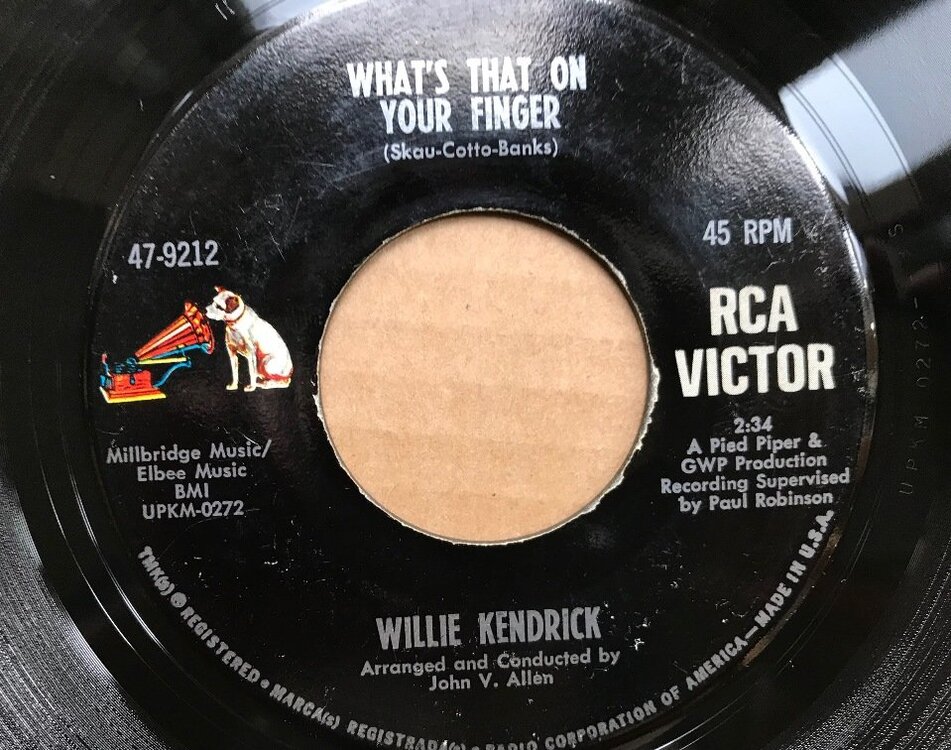 WHAT'S THAT ON
YOUR FINGER
(Skau-Cotto-Banks)
47-9212
45 RPM
RCA
VICTOR
Millbridge Music/
Elbee Music
BMI
UPKM-0272
2:34
A Pied Piper &
GWP Production
Recording Supervised
by Paul Robinson
WILLIE KENDRICK
Arranged and Conducted by
John V. Allen
TMK(s) ® REGISTERED • MARCA(s) REGISTRADA(s) • RADIO CORPORATION OF AMERICA—MADE IN U.S.A.